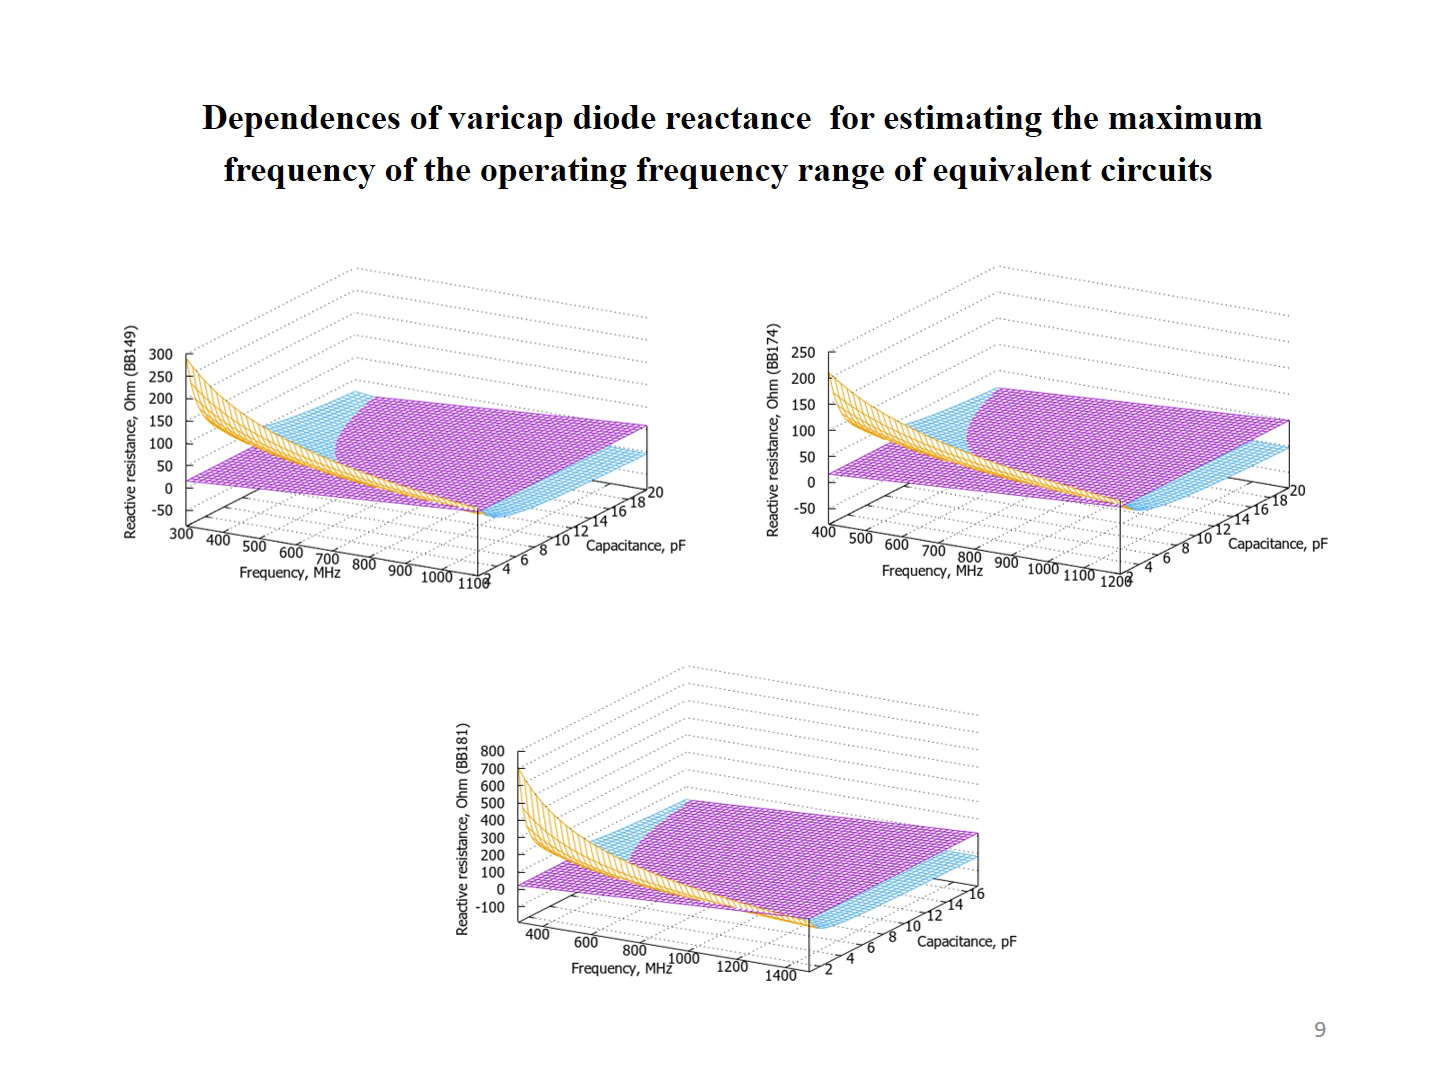 Dependences of varicap diode reactance for estimating the maximum
frequency of the operating frequency range of equivalent circuits
Reactive resistance, Ohm (BB149)
300
250
200
150
100
50
0
-50
300 400 500 600 700 800 900 1000 1100
Frequency, MHz
2 4 6 8 10 12 14 16 18 20
Capacitance, pF
Reactive resistance, Ohm (BB174)
250
200
150
100
50
0
-50
400 500 600 700 800 900 1000 1100 1200
Frequency, MHz
2 4 6 8 10 12 14 16 18 20
Capacitance, pF
Reactive resistance, Ohm (BB181)
800
700
600
500
400
300
200
100
0
-100
400 600 800 1000 1200 1400
Frequency, MHz
2 4 6 8 10 12 14 16
Capacitance, pF
9